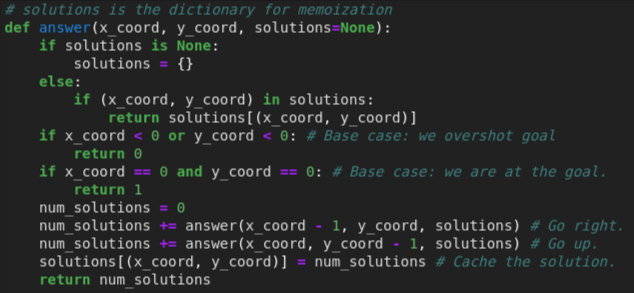 # solutions is the dictionary for memoization
def answer(x_coord, y_coord, solutions=None):
    if solutions is None:
        solutions = {}
    else:
        if (x_coord, y_coord) in solutions:
            return solutions[(x_coord, y_coord)]
    if x_coord < 0 or y_coord < 0: # Base case: we overshot goal
        return 0
    if x_coord == 0 and y_coord == 0: # Base case: we are at the goal.
        return 1
    num_solutions = 0
    num_solutions += answer(x_coord - 1, y_coord, solutions) # Go right.
    num_solutions += answer(x_coord, y_coord - 1, solutions) # Go up.
    solutions[(x_coord, y_coord)] = num_solutions # Cache the solution.
    return num_solutions